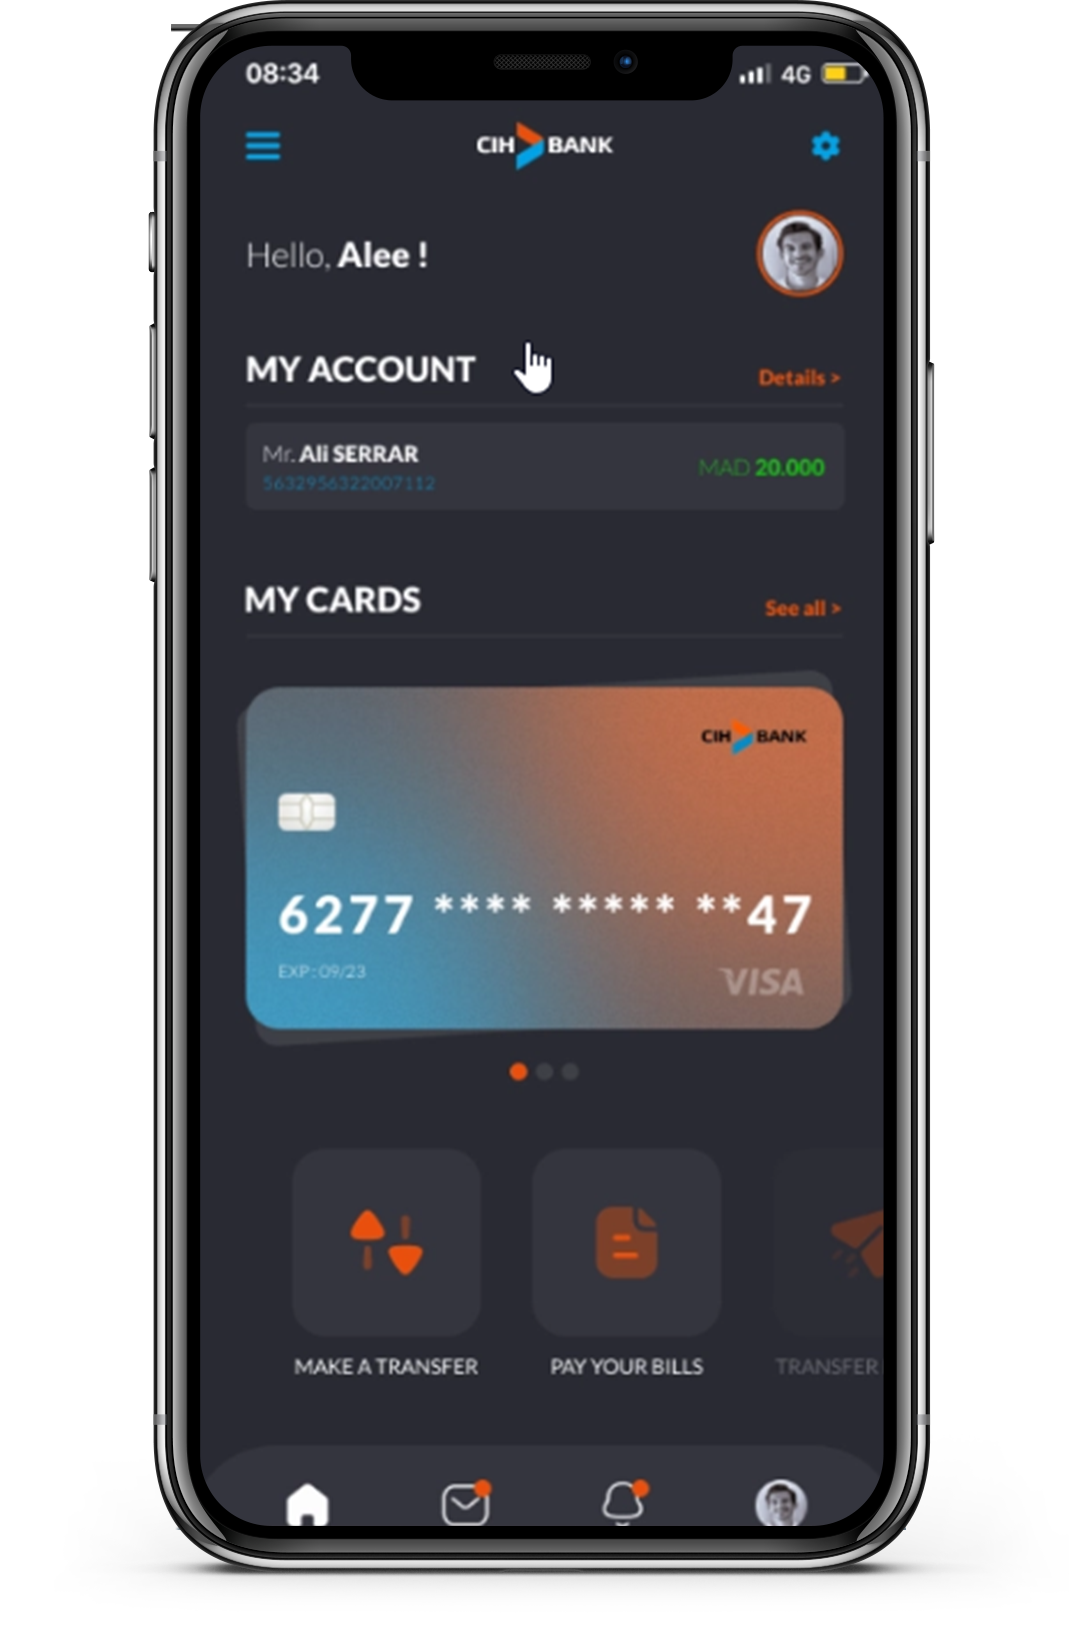 08:34 4G
CIH BANK
Hello, Alee !
MY ACCOUNT Details >
Mr. Ali SERRAR
5632956322007112
MAD 20.000
MY CARDS See all >
CIH BANK
6277 **** ***** **47
EXP: 09/23
VISA
MAKE A TRANSFER PAY YOUR BILLS TRANSFER